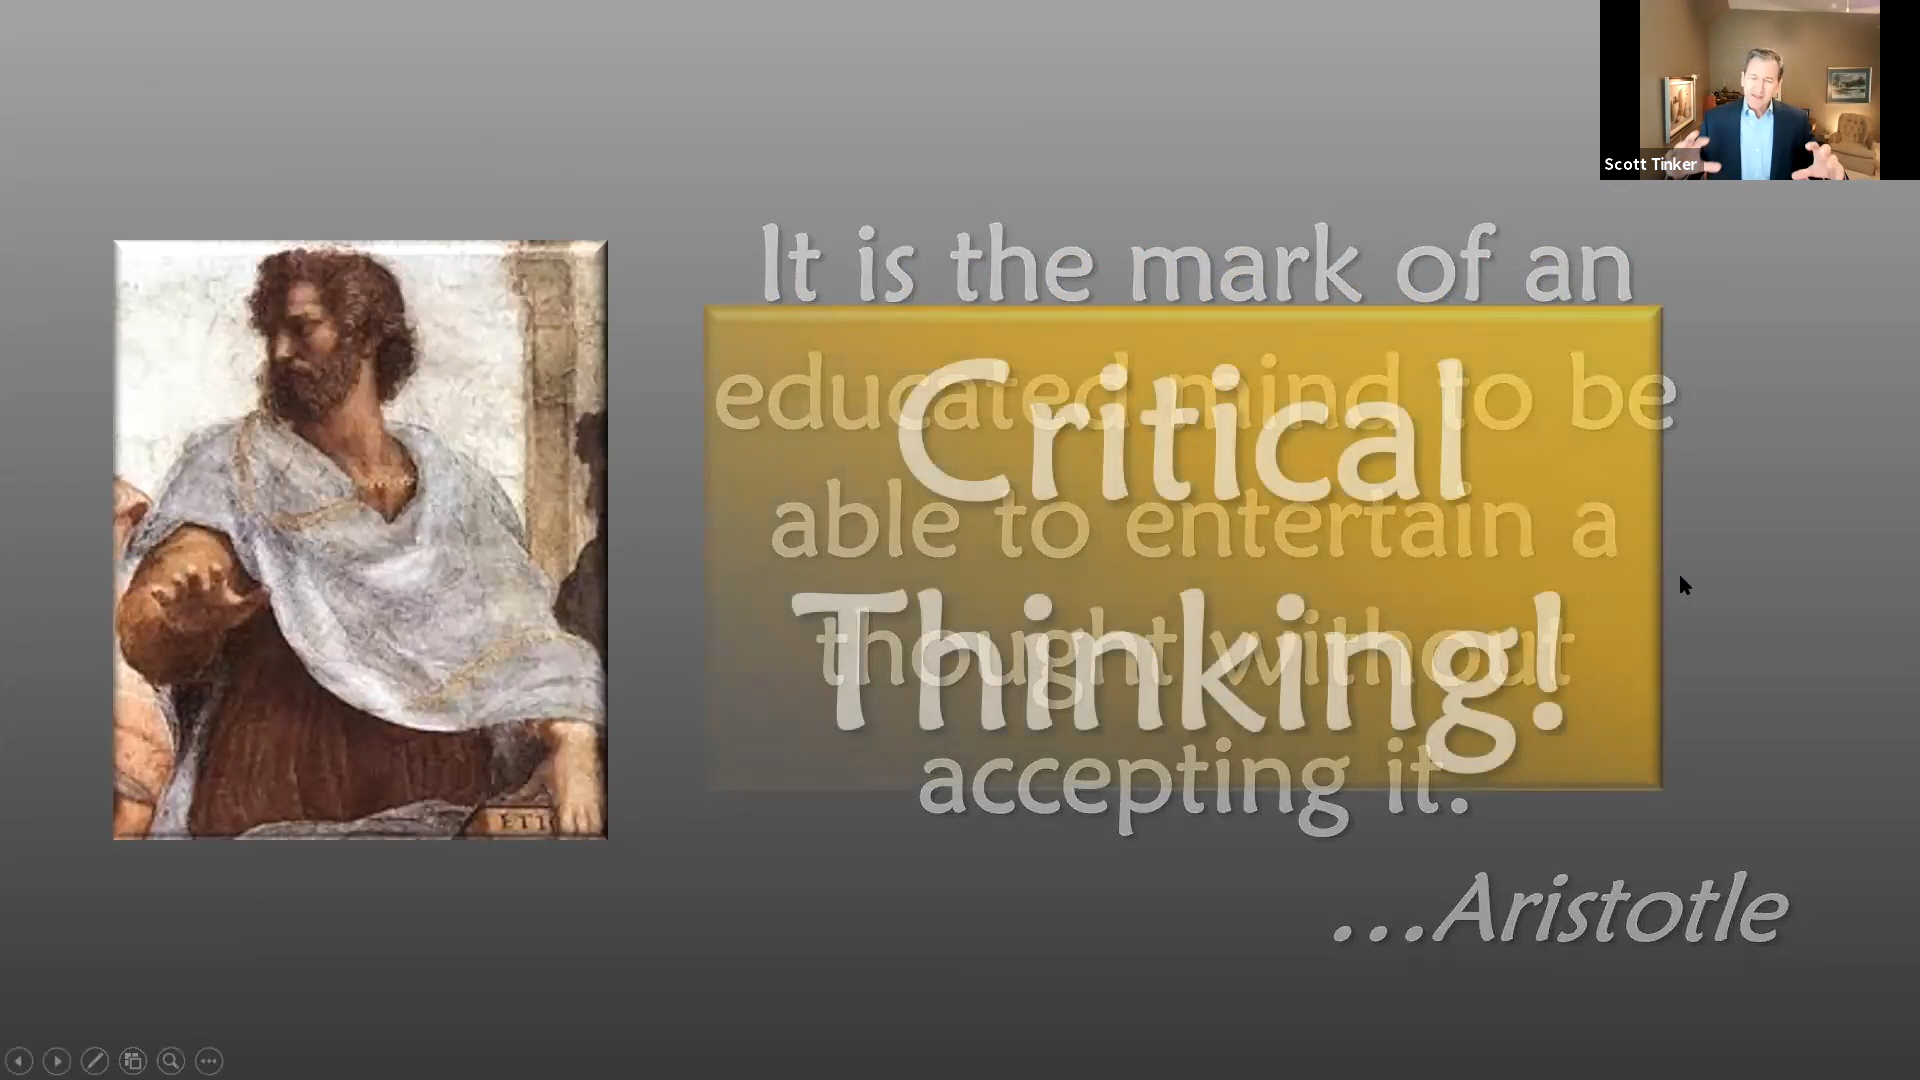 Scott Tinker
It is the mark of an
educated mind to be
able to entertain a
thought without
accepting it.
...Aristotle
Critical
Thinking!
ETI